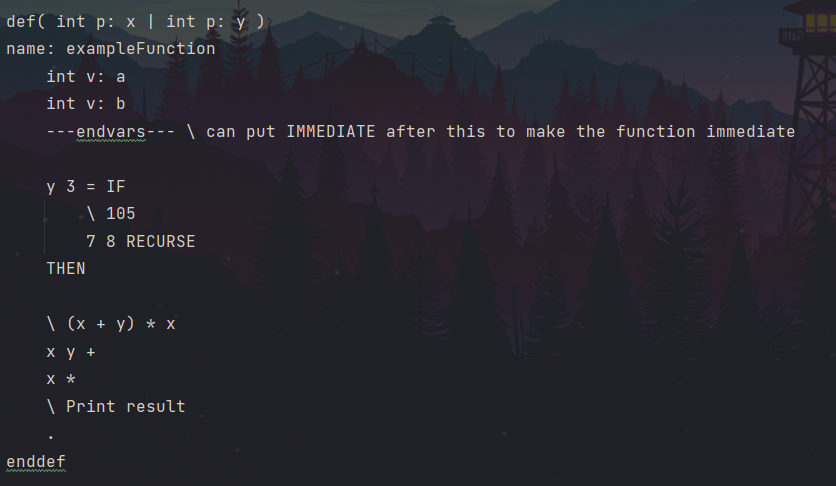 def( int p: x | int p: y )
name: exampleFunction
    int v: a
    int v: b
    ---endvars--- \ can put IMMEDIATE after this to make the function immediate

    y 3 = IF
        \ 105
        7 8 RECURSE
    THEN

    \ (x + y) * x
    x y +
    x *
    \ Print result
    .
enddef